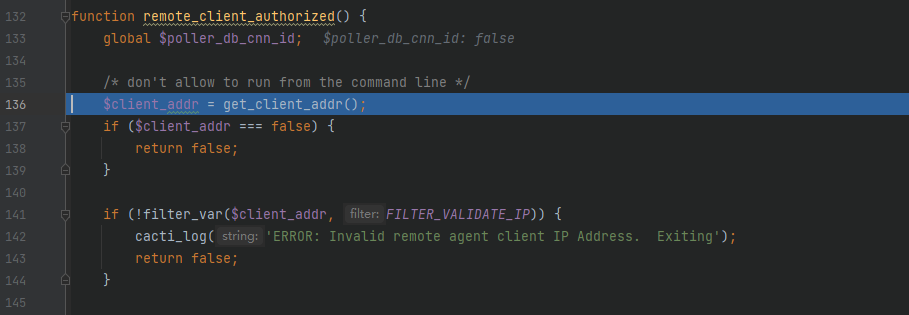 132 function remote_client_authorized() {
133 global $poller_db_cnn_id; $poller_db_cnn_id: false
134
135 /* don't allow to run from the command line */
136 $client_addr = get_client_addr();
137 if ($client_addr === false) {
138 return false;
139 }
140
141 if (!filter_var($client_addr, filter: FILTER_VALIDATE_IP)) {
142 cacti_log( string: 'ERROR: Invalid remote agent client IP Address.  Exiting');
143 return false;
144 }
145